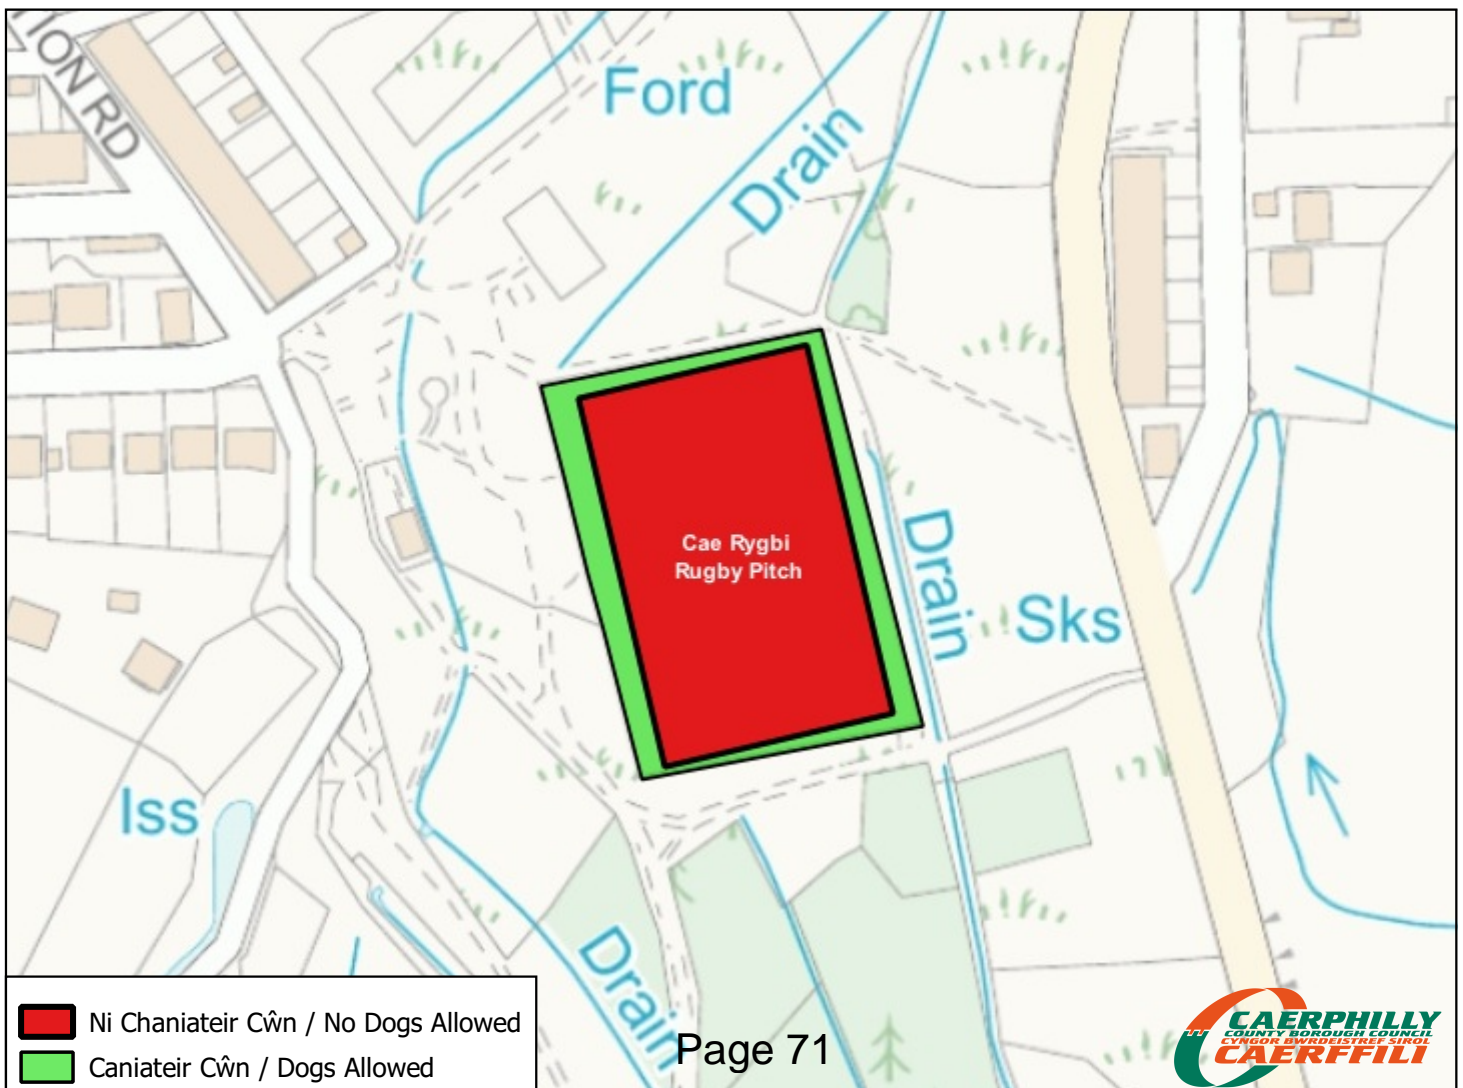 TION RD
Ford
Drain
Cae Rygbi
Rugby Pitch
Drain
Sks
Iss
Drain
Ni Chaniateir Cŵn / No Dogs Allowed
Caniateir Cŵn / Dogs Allowed
Page 71
CAERPHILLY
COUNTY BOROUGH COUNCIL
CYNGOR BWRDEISTREF SIROL
CAERFFILI